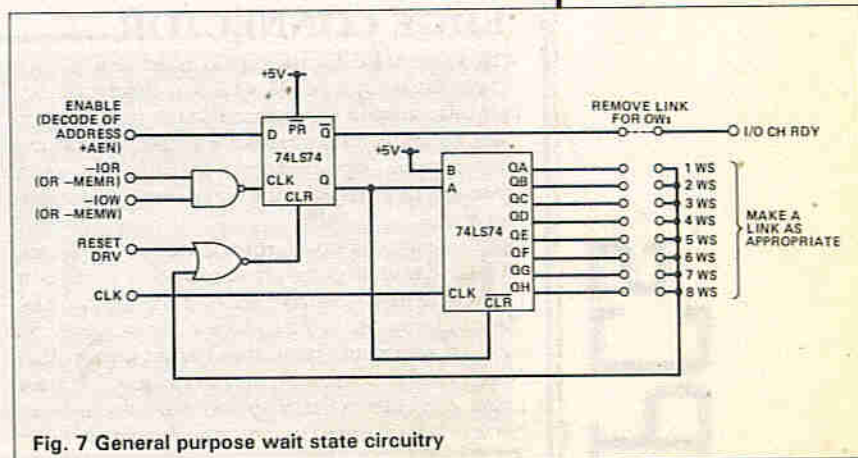 +5V
ENABLE
(DECODE OF
ADDRESS
+AEN)
D
PR
Q
74LS74
CLK
Q
CLR
-IOR
(OR -MEMR)
-IOW
(OR -MEMW)
RESET
DRV
CLK
+5V
B
A
74LS74
CLK
CLR
QA
QB
QC
QD
QE
QF
QG
QH
REMOVE LINK
FOR OWs
I/O CH RDY
1 WS
2 WS
3 WS
4 WS
5 WS
6 WS
7 WS
8 WS
MAKE A
LINK AS
APPROPRIATE
Fig. 7 General purpose wait state circuitry